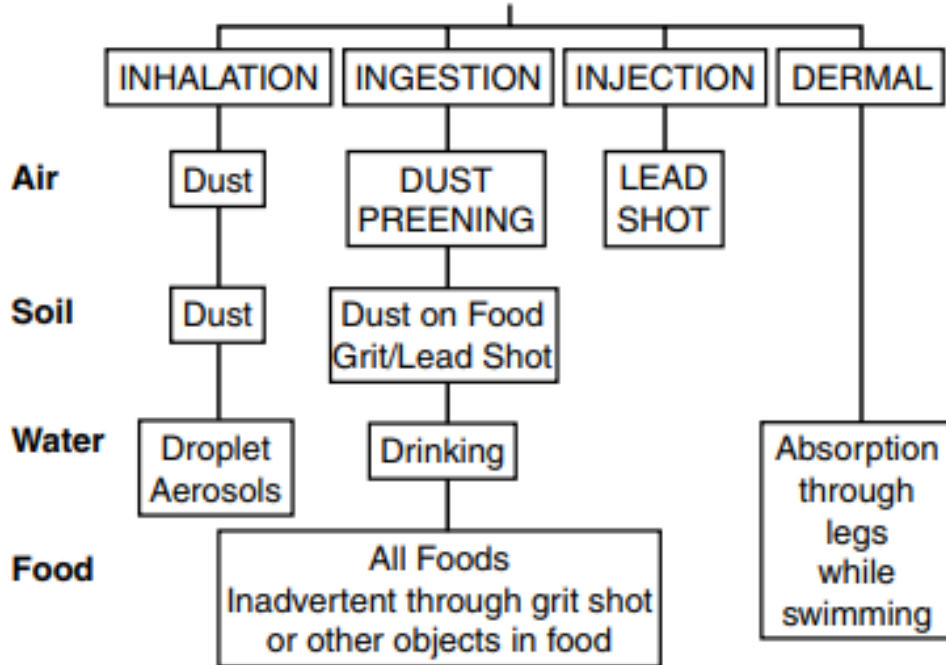 INHALATION INGESTION INJECTION DERMAL
Air
Dust
DUST
PREENING
LEAD
SHOT
Soil
Dust
Dust on Food
Grit/Lead Shot
Water
Droplet
Aerosols
Drinking
Absorption
through
legs
while
swimming
Food
All Foods
Inadvertent through grit shot
or other objects in food